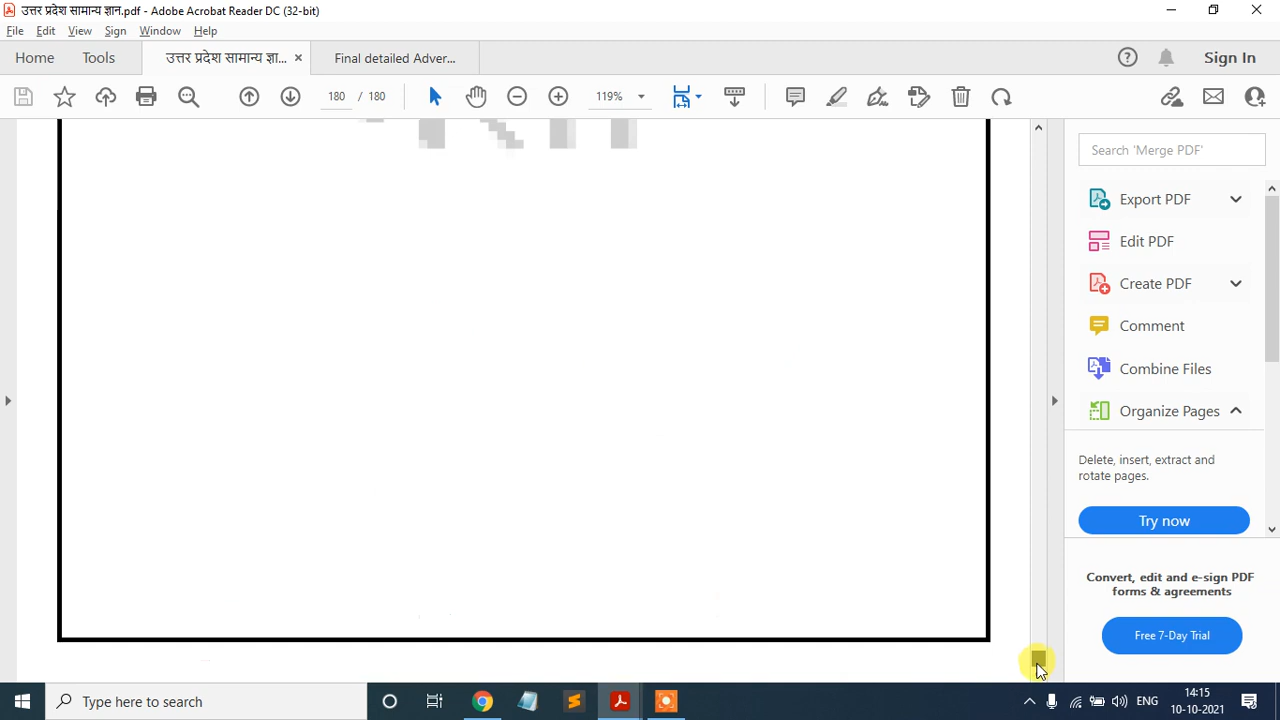 उत्तर प्रदेश सामान्य ज्ञान.pdf - Adobe Acrobat Reader DC (32-bit)
File Edit View Sign Window Help
Home Tools उत्तर प्रदेश सामान्य ज्ञा... × Final detailed Adver... Sign In
180 / 180 119%
Search 'Merge PDF'
Export PDF
Edit PDF
Create PDF
Comment
Combine Files
Organize Pages
Delete, insert, extract and
rotate pages.
Try now
Convert, edit and e-sign PDF
forms & agreements
Free 7-Day Trial
Type here to search
ENG
14:15
10-10-2021